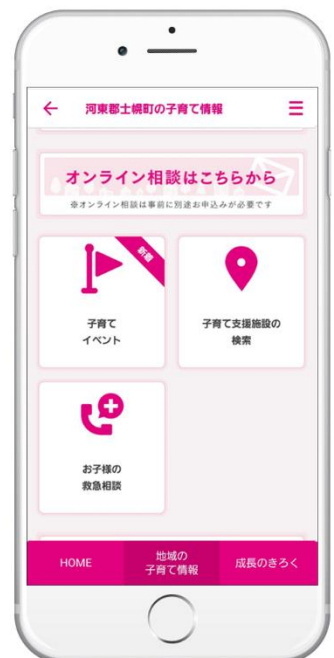 河東郡士幌町の子育て情報
オンライン相談はこちらから
※オンライン相談は事前に別途お申込みが必要です
新着
子育て
イベント
子育て支援施設の
検索
お子様の
救急相談
HOME
地域の
子育て情報
成長のきろく